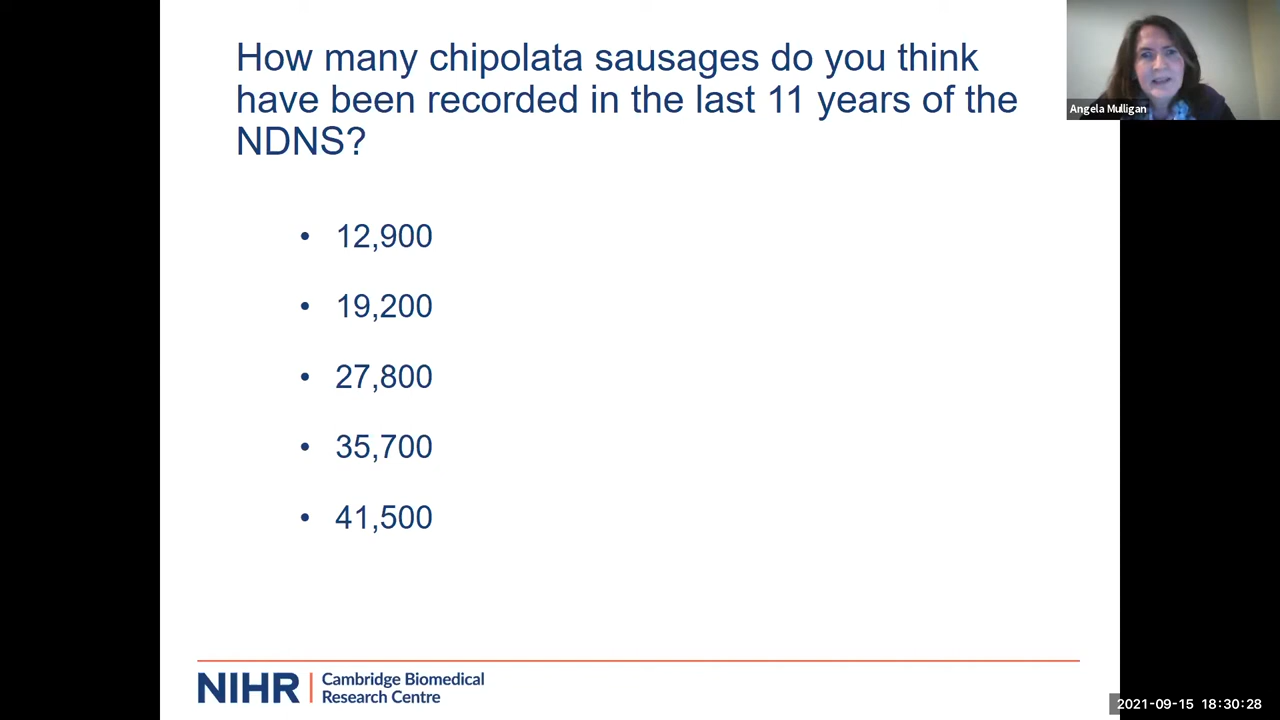 How many chipolata sausages do you think
have been recorded in the last 11 years of the
NDNS?
Angela Mulligan
• 12,900
• 19,200
• 27,800
• 35,700
• 41,500
NIHR | Cambridge Biomedical
Research Centre
2021-09-15 18:30:28